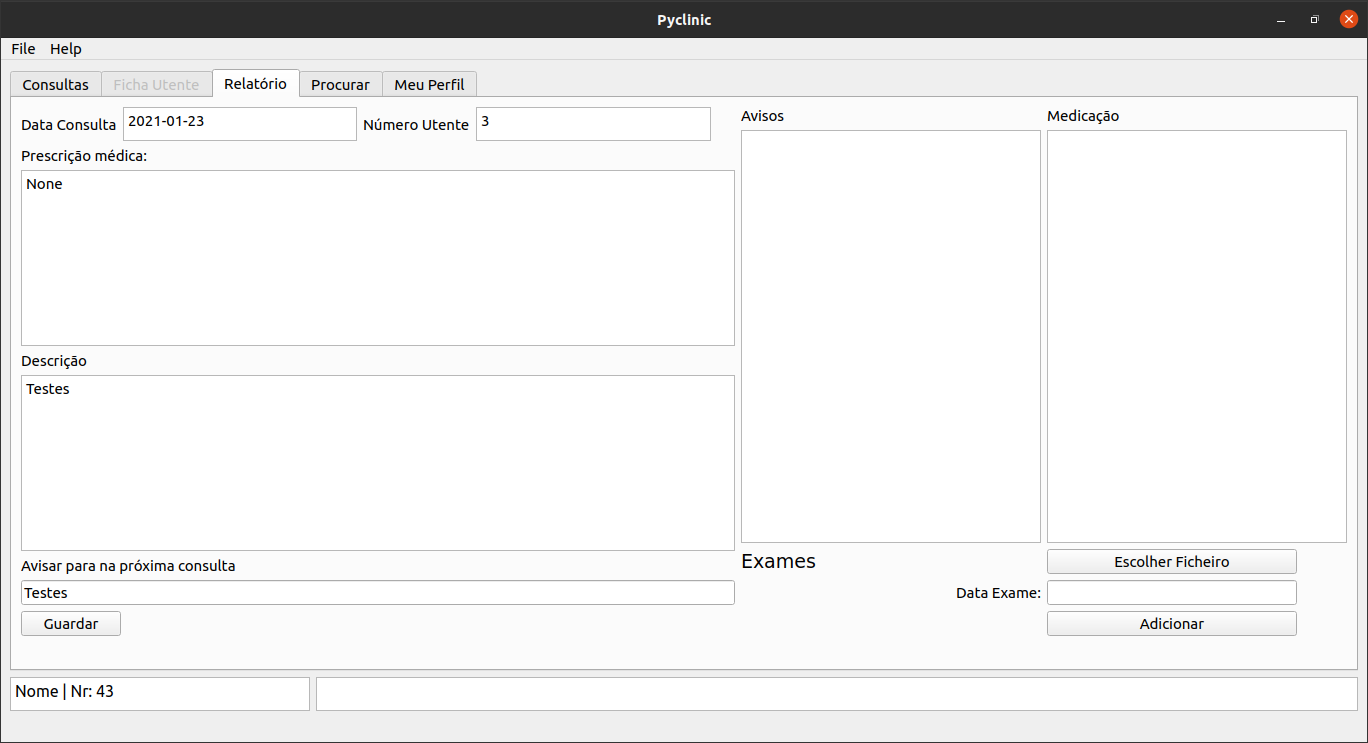 Pyclinic
File Help
Consultas Ficha Utente Relatório Procurar Meu Perfil
Data Consulta 2021-01-23 Número Utente 3
Prescrição médica:
None
Descrição
Testes
Avisar para na próxima consulta
Testes
Guardar
Avisos
Medicação
Exames
Escolher Ficheiro
Data Exame:
Adicionar
Nome | Nr: 43